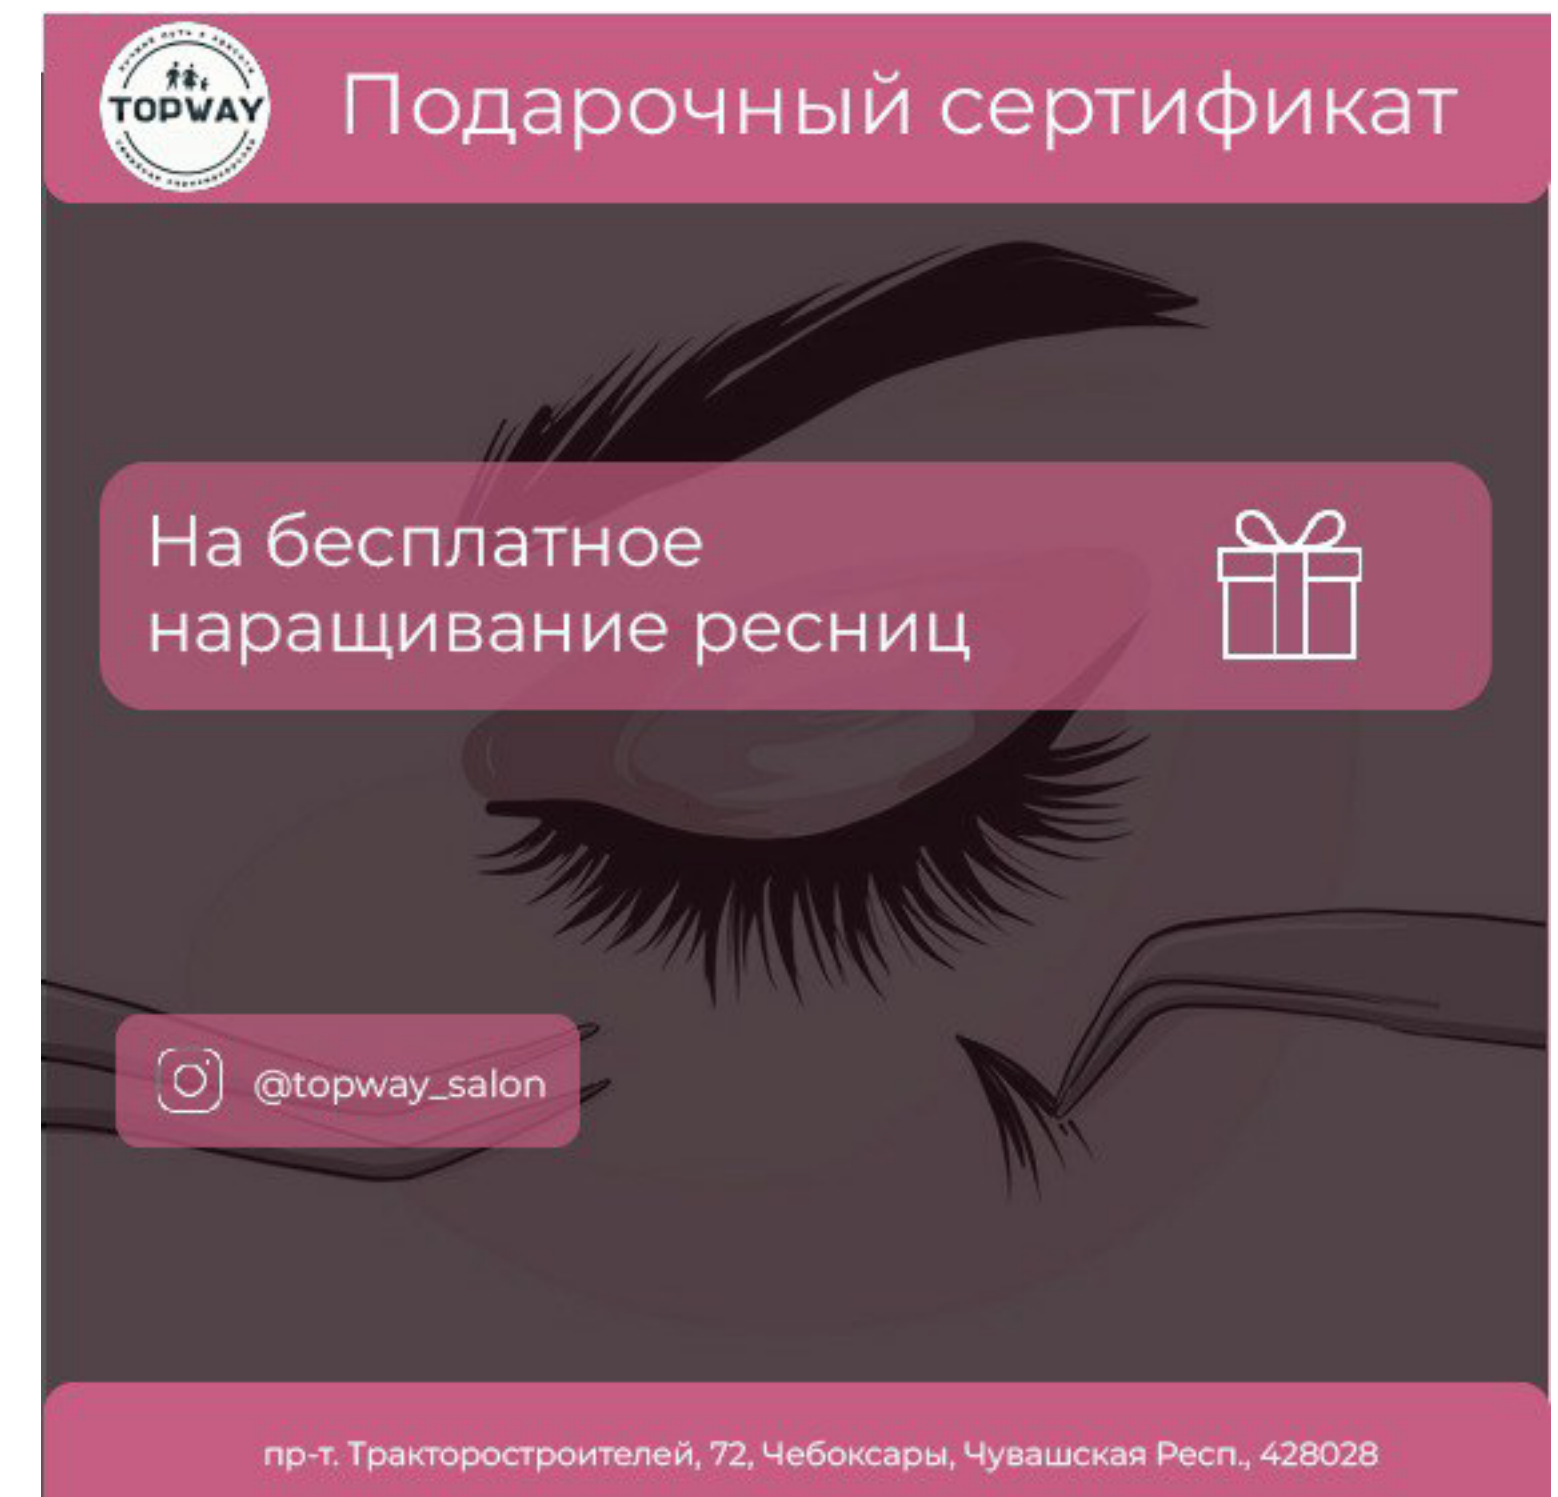 TOPWAY
Подарочный сертификат
На бесплатное
наращивание ресниц
@topway_salon
пр-т. Тракторостроителей, 72, Чебоксары, Чувашская Респ., 428028